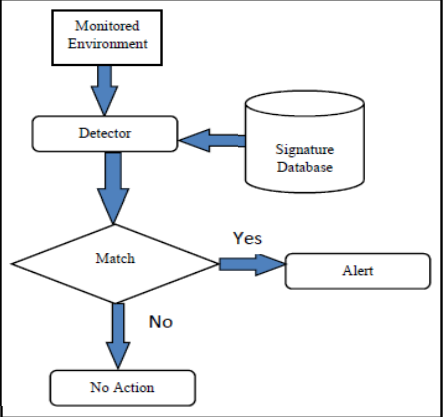 Monitored
Environment
Detector
Signature
Database
Match
Yes
Alert
No
No Action